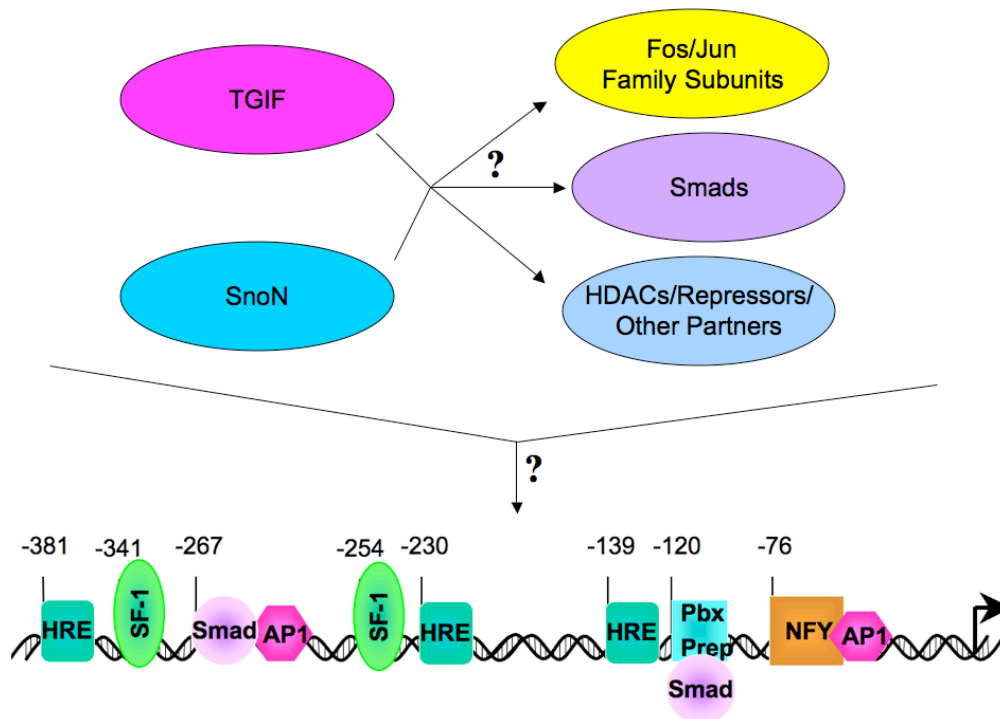 TGIF
Fos/Jun
Family Subunits
?
Smads
SnoN
HDACs/Repressors/
Other Partners
?
-381
-341
-267
-254
-230
-139
-120
-76
HRE
SF-1
Smad
AP1
SF-1
HRE
HRE
Pbx
Prep
Smad
NFY
AP1